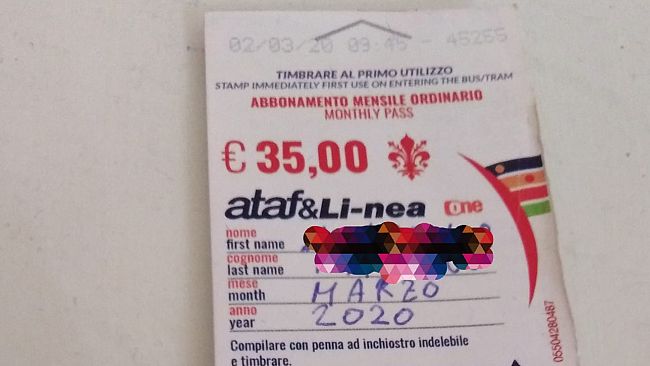 02/03/20 09:45 - 45255
TIMBRARE AL PRIMO UTILIZZO
STAMP IMMEDIATELY FIRST USE ON ENTERING THE BUS/TRAM
ABBONAMENTO MENSILE ORDINARIO
MONTHLY PASS
€ 35,00
ataf&Li-nea one
nome
first name
cognome
last name
mese
month MARZO
anno
year 2020
Compilare con penna ad inchiostro indelebile
e timbrare.
05504280487